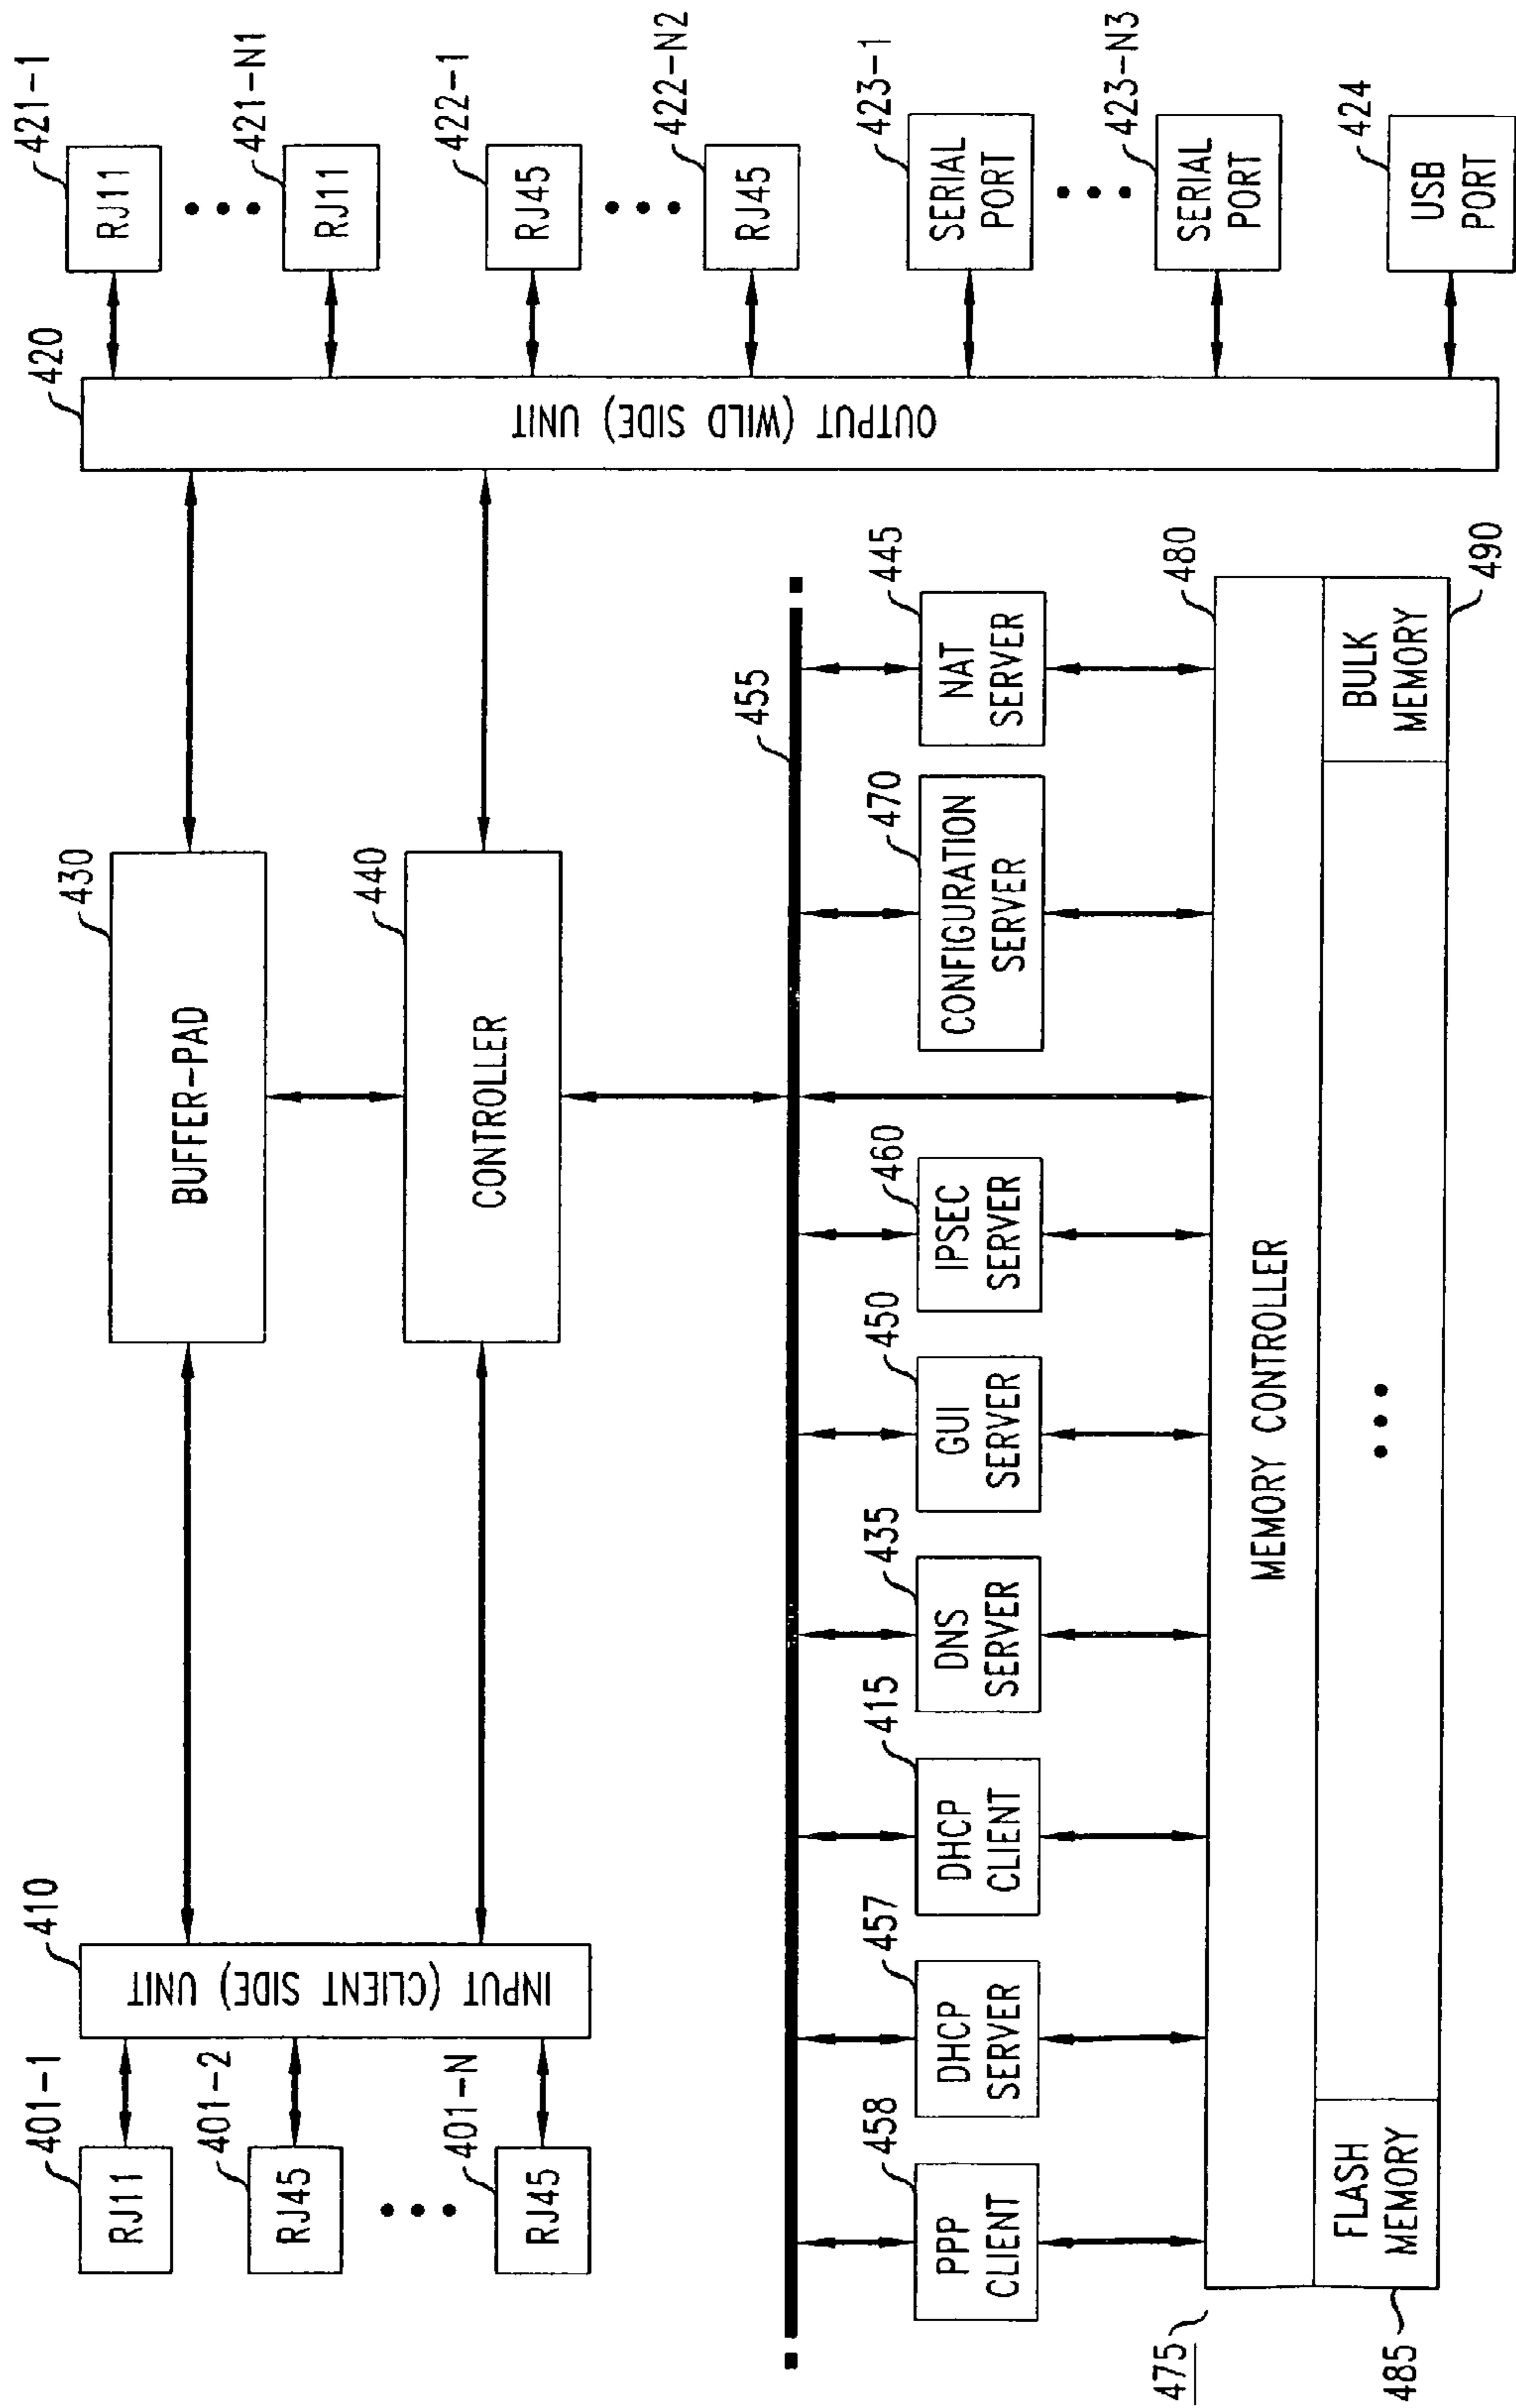 401-1
RJ11
401-2
RJ45
401-N
RJ45
410
INPUT (CLIENT SIDE) UNIT
430
BUFFER-PAD
440
CONTROLLER
420
OUTPUT (WILD SIDE) UNIT
421-1
RJ11
421-N1
RJ11
422-1
RJ45
422-N2
RJ45
423-1
SERIAL
PORT
423-N3
SERIAL
PORT
424
USB
PORT
455
458
PPP
CLIENT
457
DHCP
SERVER
415
DHCP
CLIENT
435
DNS
SERVER
450
GUI
SERVER
460
IPSEC
SERVER
470
CONFIGURATION
SERVER
445
NAT
SERVER
475
480
MEMORY CONTROLLER
485
FLASH
MEMORY
BULK
MEMORY
490